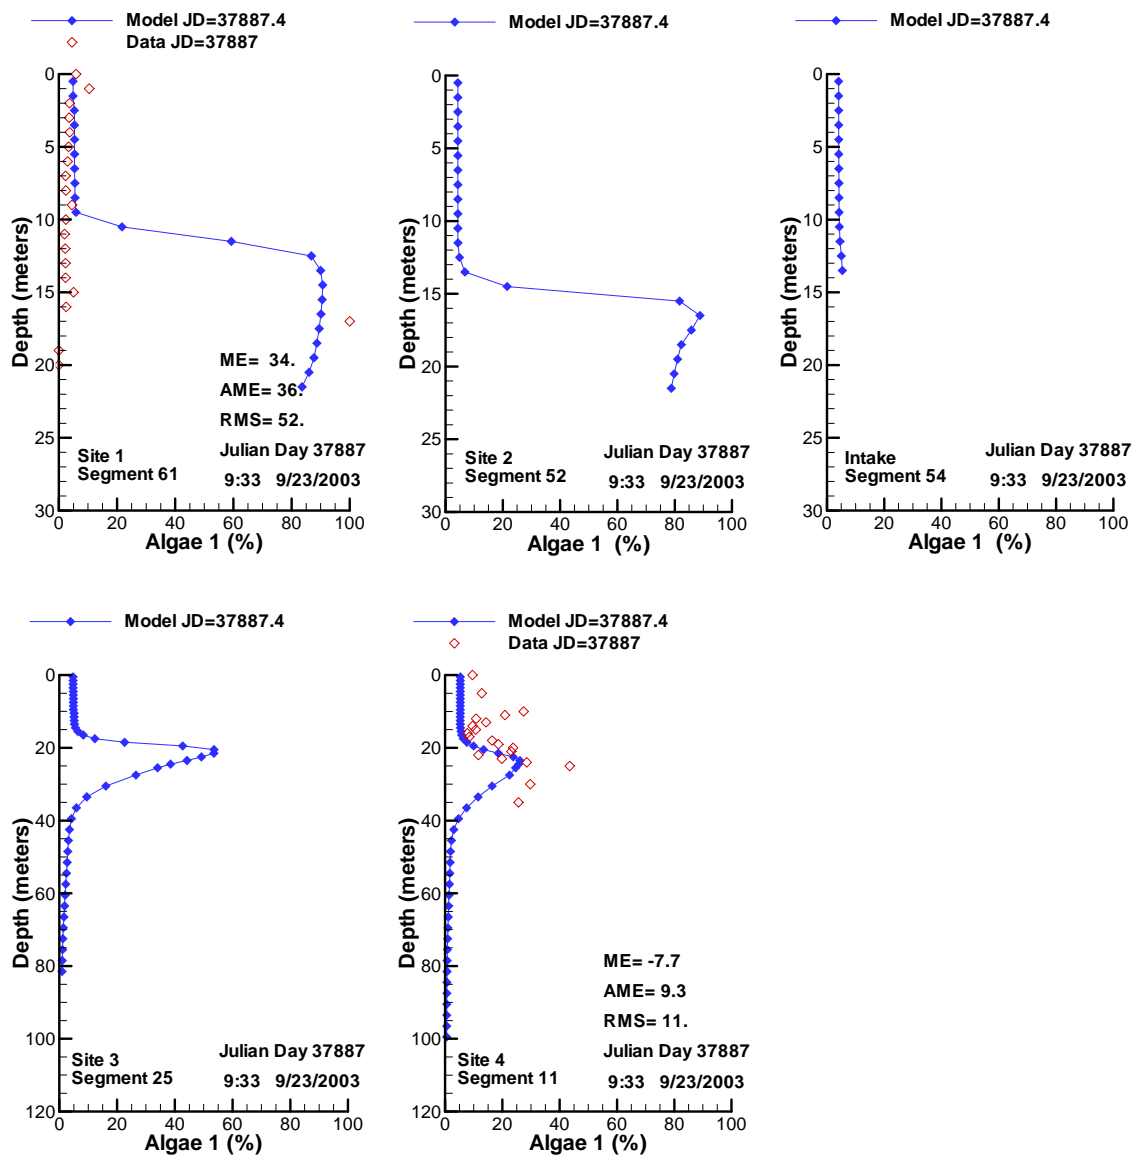 Model JD=37887.4
Data JD=37887
0
5
10
15
20
25
30
Depth (meters)
ME= 34.
AME= 36.
RMS= 52.
Site 1
Segment 61
Julian Day 37887
9:33 9/23/2003
0 20 40 60 80 100
Algae 1 (%)
Model JD=37887.4
0
5
10
15
20
25
30
Depth (meters)
Site 2
Segment 52
Julian Day 37887
9:33 9/23/2003
0 20 40 60 80 100
Algae 1 (%)
Model JD=37887.4
0
5
10
15
20
25
30
Depth (meters)
Intake
Segment 54
Julian Day 37887
9:33 9/23/2003
0 20 40 60 80 100
Algae 1 (%)
Model JD=37887.4
0
20
40
60
80
100
120
Depth (meters)
Site 3
Segment 25
Julian Day 37887
9:33 9/23/2003
0 20 40 60 80 100
Algae 1 (%)
Model JD=37887.4
Data JD=37887
0
20
40
60
80
100
120
Depth (meters)
ME= -7.7
AME= 9.3
RMS= 11.
Site 4
Segment 11
Julian Day 37887
9:33 9/23/2003
0 20 40 60 80 100
Algae 1 (%)